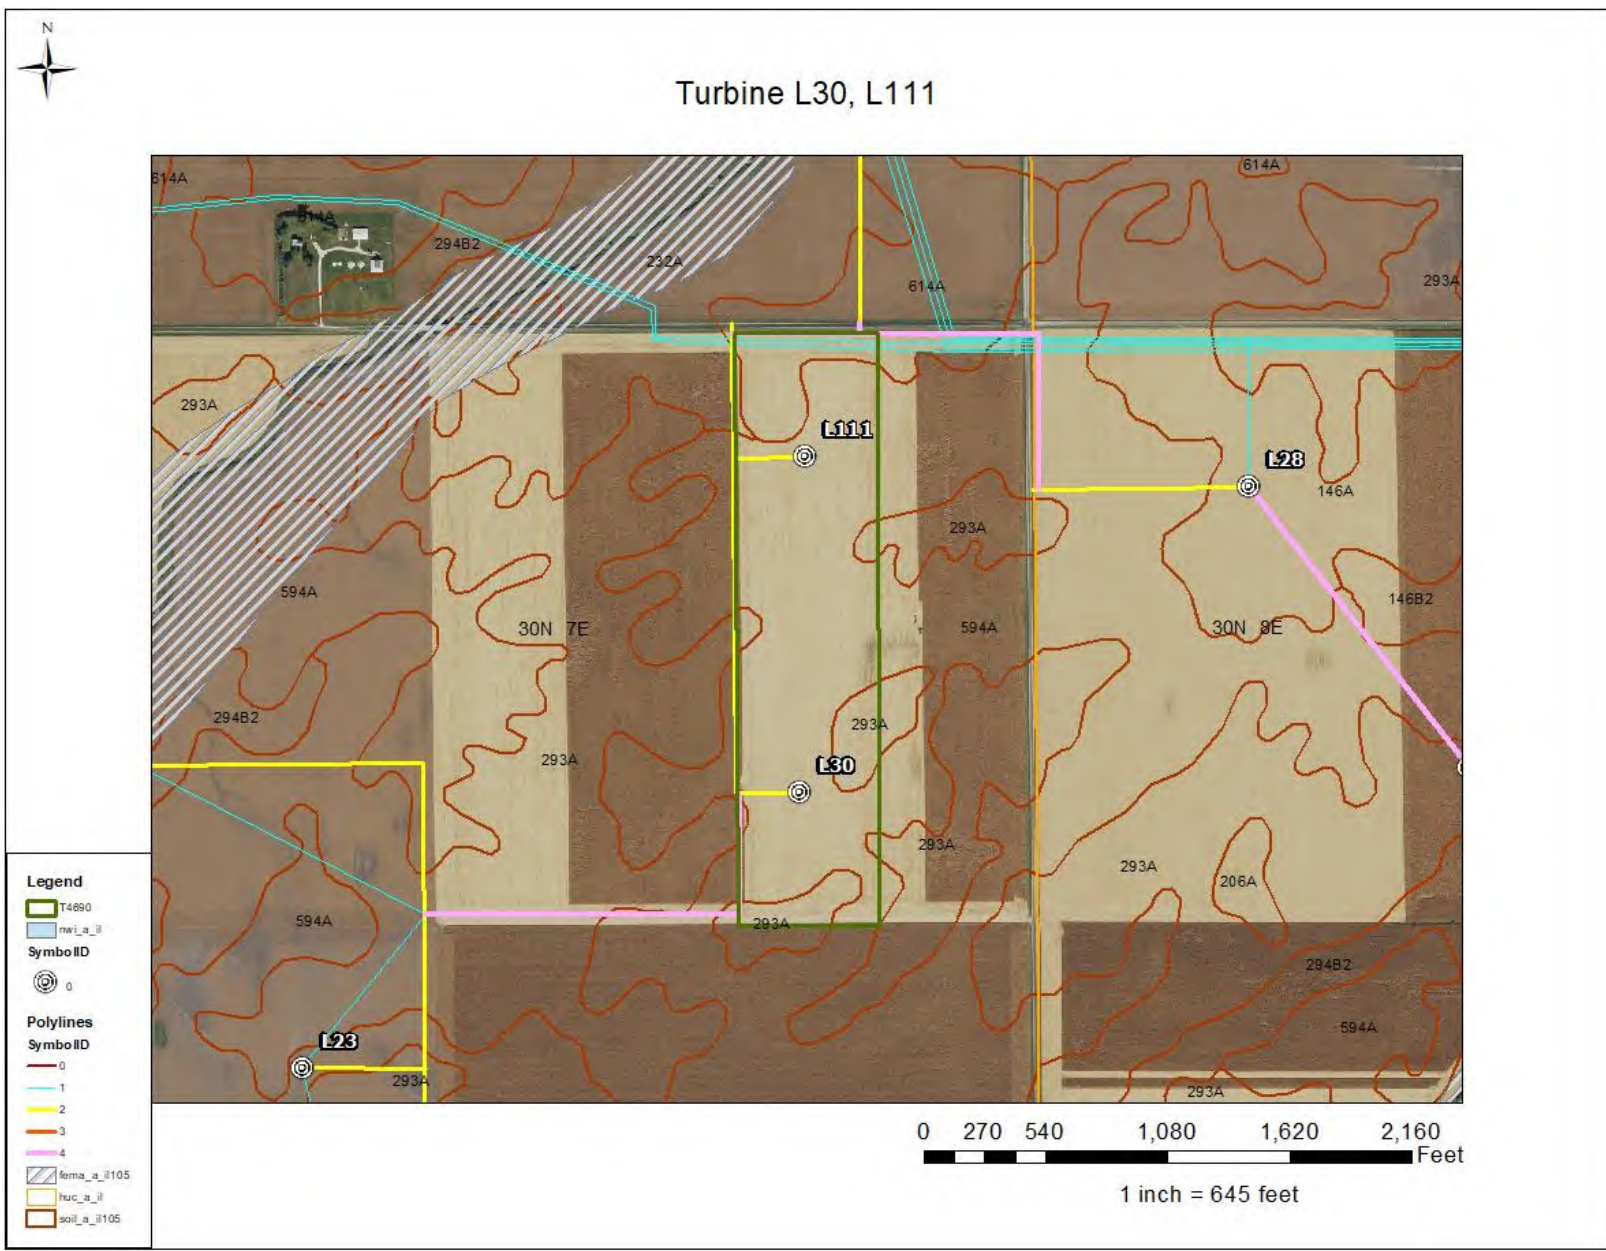 N
Turbine L30, L111
614A
614A
614A
294B2
232A
614A
293A
293A
L111
L28
146A
293A
594A
146B2
30N 7E
594A
30N 8E
294B2
293A
293A
L30
293A
293A
206A
594A
293A
294B2
594A
L23
293A
293A
Legend
T4690
nwi_a_il
SymbolID
0
Polylines
SymbolID
0
1
2
3
4
fema_a_il105
huc_a_il
soil_a_il105
0 270 540 1,080 1,620 2,160
Feet
1 inch = 645 feet